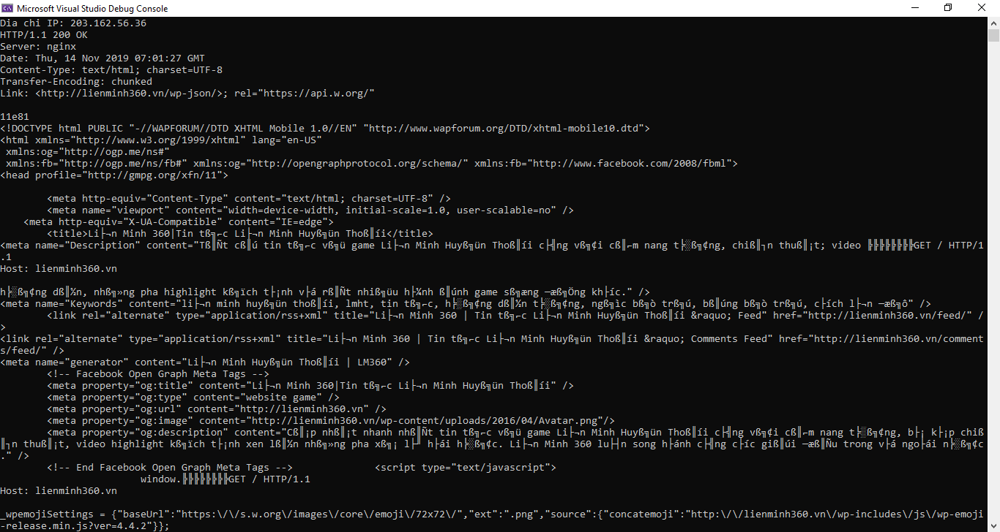 Microsoft Visual Studio Debug Console
Dia chi IP: 203.162.56.36
HTTP/1.1 200 OK
Server: nginx
Date: Thu, 14 Nov 2019 07:01:27 GMT
Content-Type: text/html; charset=UTF-8
Transfer-Encoding: chunked
Link: <http://lienminh360.vn/wp-json/>; rel="https://api.w.org/"
11e81
<!DOCTYPE html PUBLIC "-//WAPFORUM//DTD XHTML Mobile 1.0//EN" "http://www.wapforum.org/DTD/xhtml-mobile10.dtd">
<html xmlns="http://www.w3.org/1999/xhtml" lang="en-US"
xmlns:og="http://ogp.me/ns#"
xmlns:fb="http://ogp.me/ns/fb#" xmlns:og="http://opengraphprotocol.org/schema/" xmlns:fb="http://www.facebook.com/2008/fbml">
<head profile="http://gmpg.org/xfn/11">
<meta http-equiv="Content-Type" content="text/html; charset=UTF-8" />
<meta name="viewport" content="width=device-width, initial-scale=1.0, user-scalable=no" />
<meta http-equiv="X-UA-Compatible" content="IE=edge">
<title>Li├¬n Minh 360|Tin tß╗⌐c Li├¬n Minh Huyß╗ün Thoß║íi</title>
<meta name="Description" content="Tß║Ñt cß║ú tin tß╗⌐c vß╗ü game Li├¬n Minh Huyß╗ün Thoß║íi c├╣ng vß╗¢i cß║⌐m nang t╞░ß╗¢ng, chiß║┐n thuß║¡t; video ╠╠╠╠╠╠╠╠GET / HTTP/1
.1
Host: lienminh360.vn
h╞░ß╗¢ng dß║½n, nhß╗»ng pha highlight kß╗ïch t├¡nh v├á rß║Ñt nhiß╗üu h├¼nh ß║únh game sß╗æng ─æß╗Öng kh├íc." />
<meta name="Keywords" content="li├¬n minh huyß╗ün thoß║íi, lmht, tin tß╗⌐c, h╞░ß╗¢ng dß║½n t╞░ß╗¢ng, ngß╗ìc bß╗ò trß╗ú, bß║úng bß╗ò trß╗ú, c├ích l├¬n ─æß╗ô" />
<link rel="alternate" type="application/rss+xml" title="Li├¬n Minh 360 | Tin tß╗⌐c Li├¬n Minh Huyß╗ün Thoß║íi &raquo; Feed" href="http://lienminh360.vn/feed/" /
>
<link rel="alternate" type="application/rss+xml" title="Li├¬n Minh 360 | Tin tß╗⌐c Li├¬n Minh Huyß╗ün Thoß║íi &raquo; Comments Feed" href="http://lienminh360.vn/comment
s/feed/" />
<meta name="generator" content="Li├¬n Minh Huyß╗ün Thoß║íi | LM360" />
<!-- Facebook Open Graph Meta Tags -->
<meta property="og:title" content="Li├¬n Minh 360|Tin tß╗⌐c Li├¬n Minh Huyß╗ün Thoß║íi" />
<meta property="og:type" content="website game" />
<meta property="og:url" content="http://lienminh360.vn" />
<meta property="og:image" content="http://lienminh360.vn/wp-content/uploads/2016/04/Avatar.png"/>
<meta property="og:description" content="Cß║¡p nhß║¡t nhanh nhß║Ñt tin tß╗⌐c vß╗ü game Li├¬n Minh Huyß╗ün Thoß║íi c├╣ng vß╗¢i cß║⌐m nang t╞░ß╗¢ng, b├¡ k├¡p chiß
║┐n thuß║¡t, video highlight kß╗ïch t├¡nh xen lß║½n nhß╗»ng pha xß╗¡ l├╜ h├ái h╞░ß╗¢c. Li├¬n Minh 360 lu├┤n song h├ánh c├╣ng c├íc giß║úi ─æß║Ñu trong v├á ngo├ái n╞░ß╗¢c
." />
<!-- End Facebook Open Graph Meta Tags --> <script type="text/javascript">
window.╠╠╠╠╠╠╠╠GET / HTTP/1.1
Host: lienminh360.vn
_wpemojiSettings = {"baseUrl":"https:\/\/s.w.org\/images\/core\/emoji\/72x72\/","ext":".png","source":{"concatemoji":"http:\/\/lienminh360.vn\/wp-includes\/js\/wp-emoji
-release.min.js?ver=4.4.2"}};